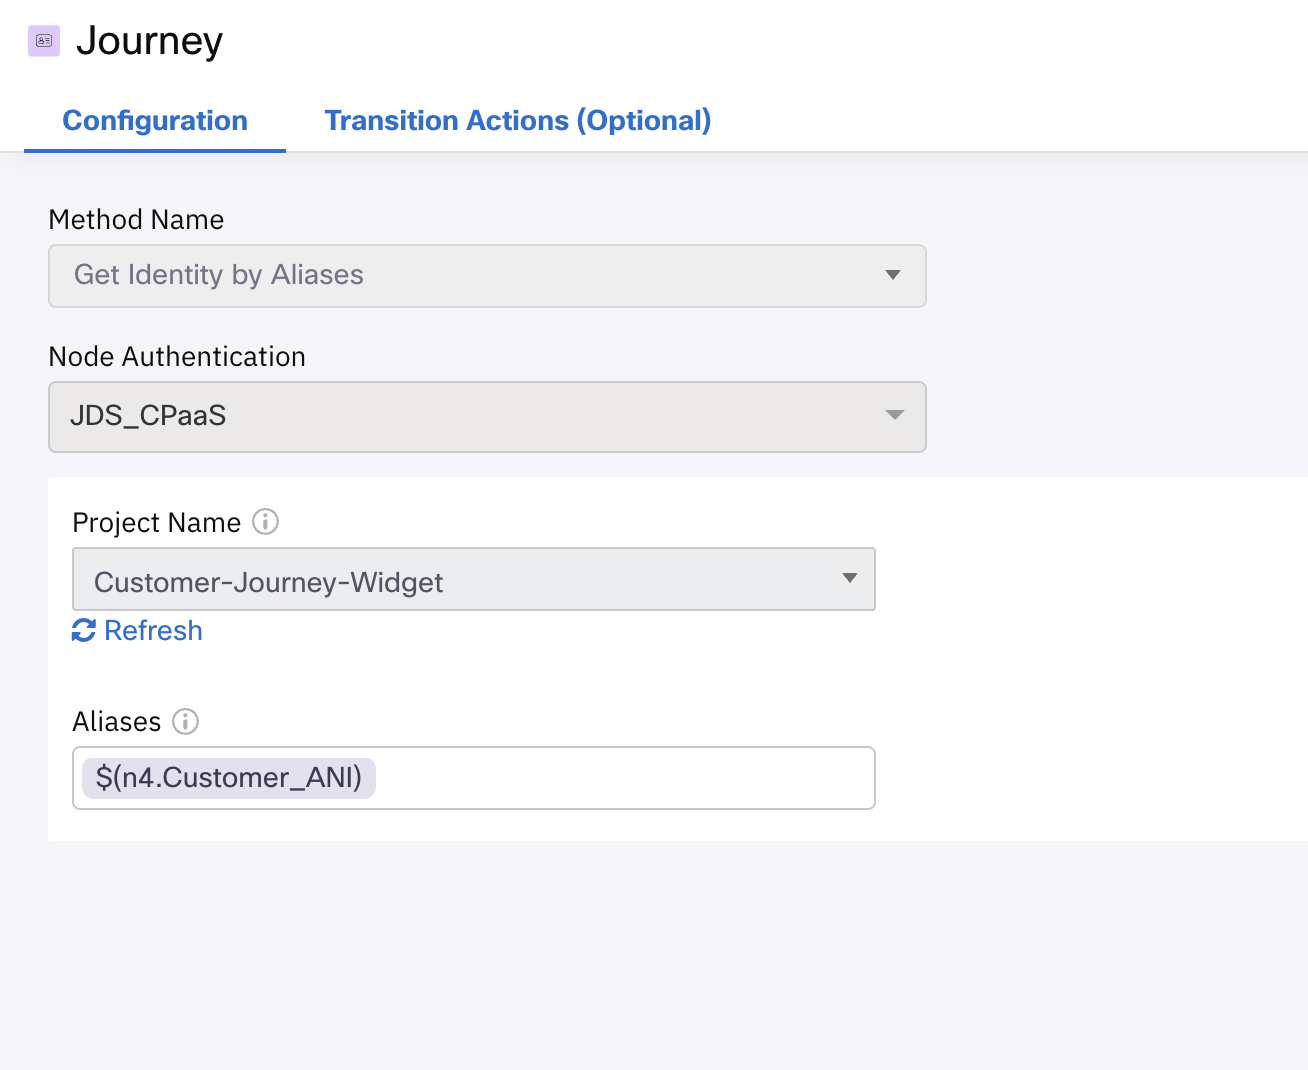 Journey
Configuration
Transition Actions (Optional)
Method Name
Get Identity by Aliases
Node Authentication
JDS_CPaaS
Project Name
Customer-Journey-Widget
Refresh
Aliases
$(n4.Customer_ANI)